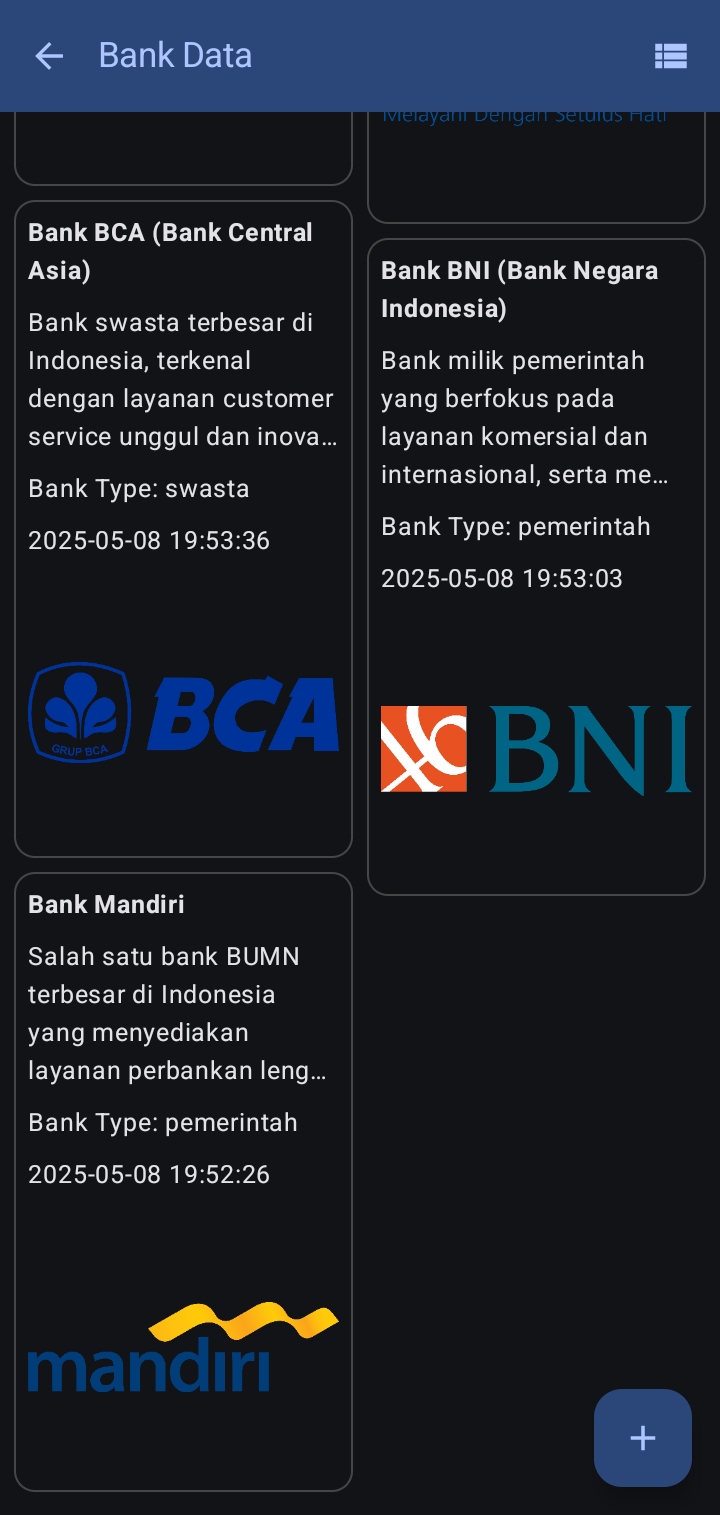 Bank Data
Melayani Dengan Setulus Hati
Bank BCA (Bank Central
Asia)
Bank swasta terbesar di
Indonesia, terkenal
dengan layanan customer
service unggul dan inova…
Bank Type: swasta
2025-05-08 19:53:36
GRUP BCA
BCA
Bank BNI (Bank Negara
Indonesia)
Bank milik pemerintah
yang berfokus pada
layanan komersial dan
internasional, serta me…
Bank Type: pemerintah
2025-05-08 19:53:03
BNI
Bank Mandiri
Salah satu bank BUMN
terbesar di Indonesia
yang menyediakan
layanan perbankan leng…
Bank Type: pemerintah
2025-05-08 19:52:26
mandiri